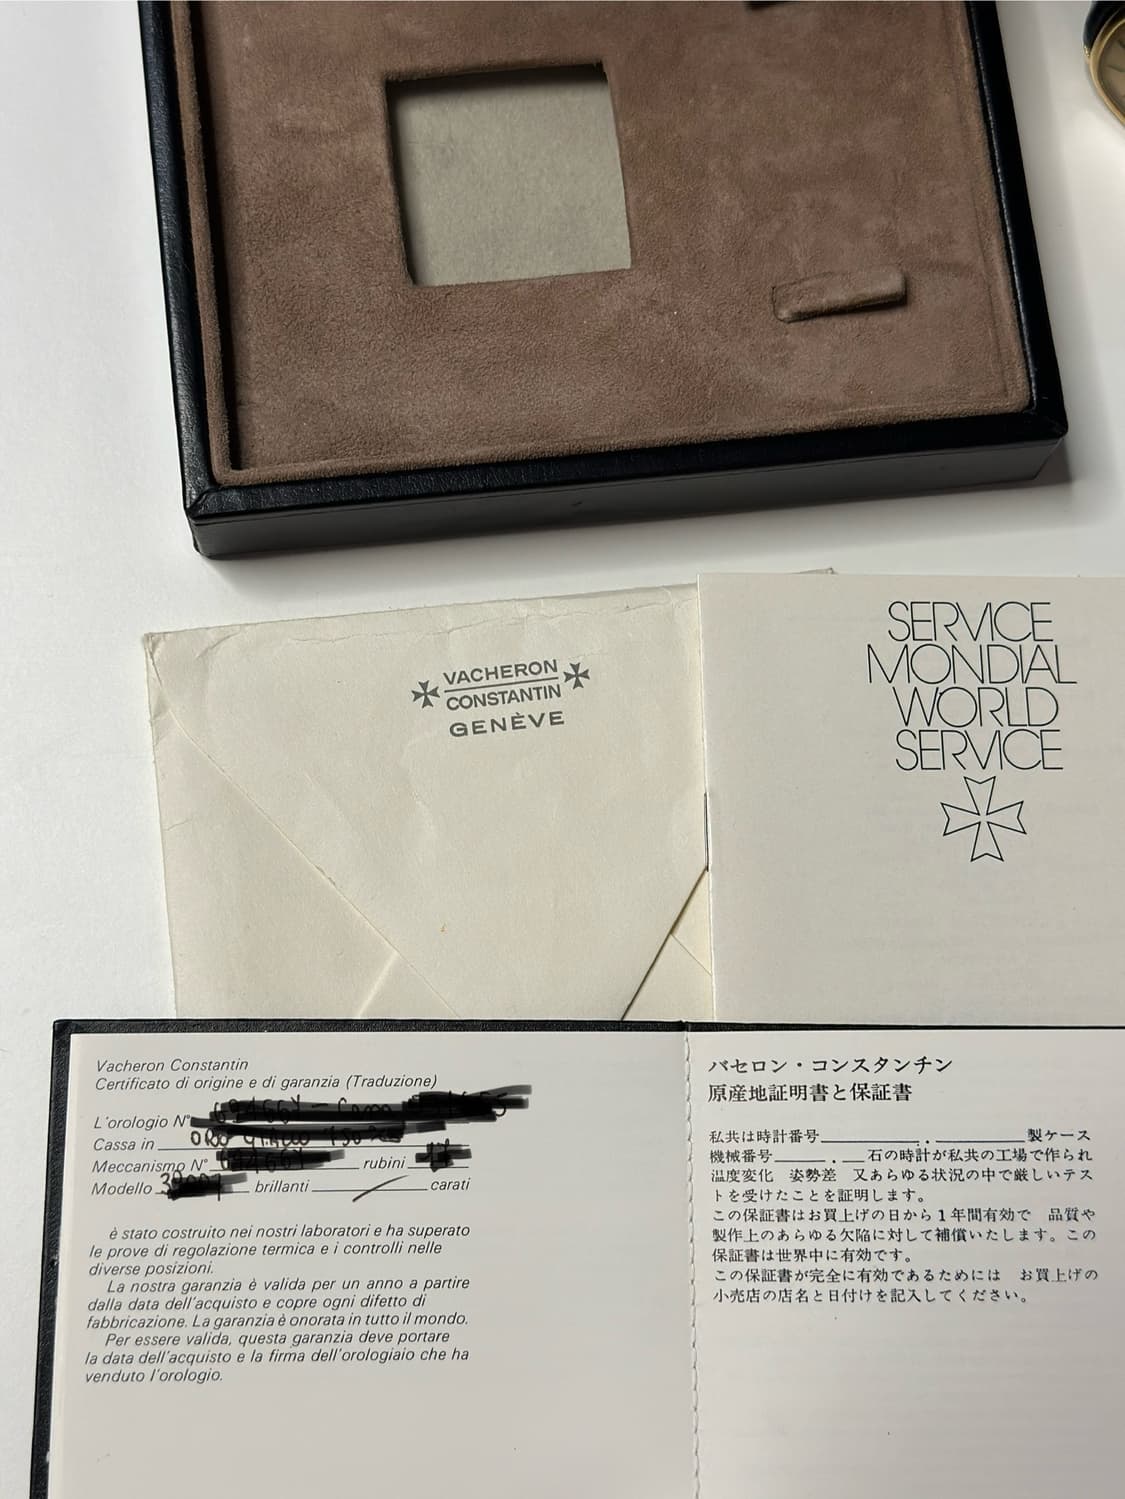 VACHERON
CONSTANTIN
GENÈVE
SERVICE
MONDIAL
WORLD
SERVICE
Vacheron Constantin
Certificato di origine e di garanzia (Traduzione)
L'orologio N°
Cassa in ORO GIALLO 750
Meccanismo N° rubini
Modello brillanti carati
è stato costruito nei nostri laboratori e ha superato
le prove di regolazione termica e i controlli nelle
diverse posizioni.
La nostra garanzia è valida per un anno a partire
dalla data dell'acquisto e copre ogni difetto di
fabbricazione. La garanzia è onorata in tutto il mondo.
Per essere valida, questa garanzia deve portare
la data dell'acquisto e la firma dell'orologiaio che ha
venduto l'orologio.
バセロン・コンスタンチン
原産地証明書と保証書
私共は時計番号 . 製ケース
機械番号 . 石の時計が私共の工場で作られ
温度変化 姿勢差 又あらゆる状況の中で厳しいテス
トを受けたことを証明します。
この保証書はお買上げの日から1年間有効で 品質や
製作上のあらゆる欠陥に対して補償いたします。この
保証書は世界中に有効です。
この保証書が完全に有効であるためには お買上げの
小売店の店名と日付けを記入してください。